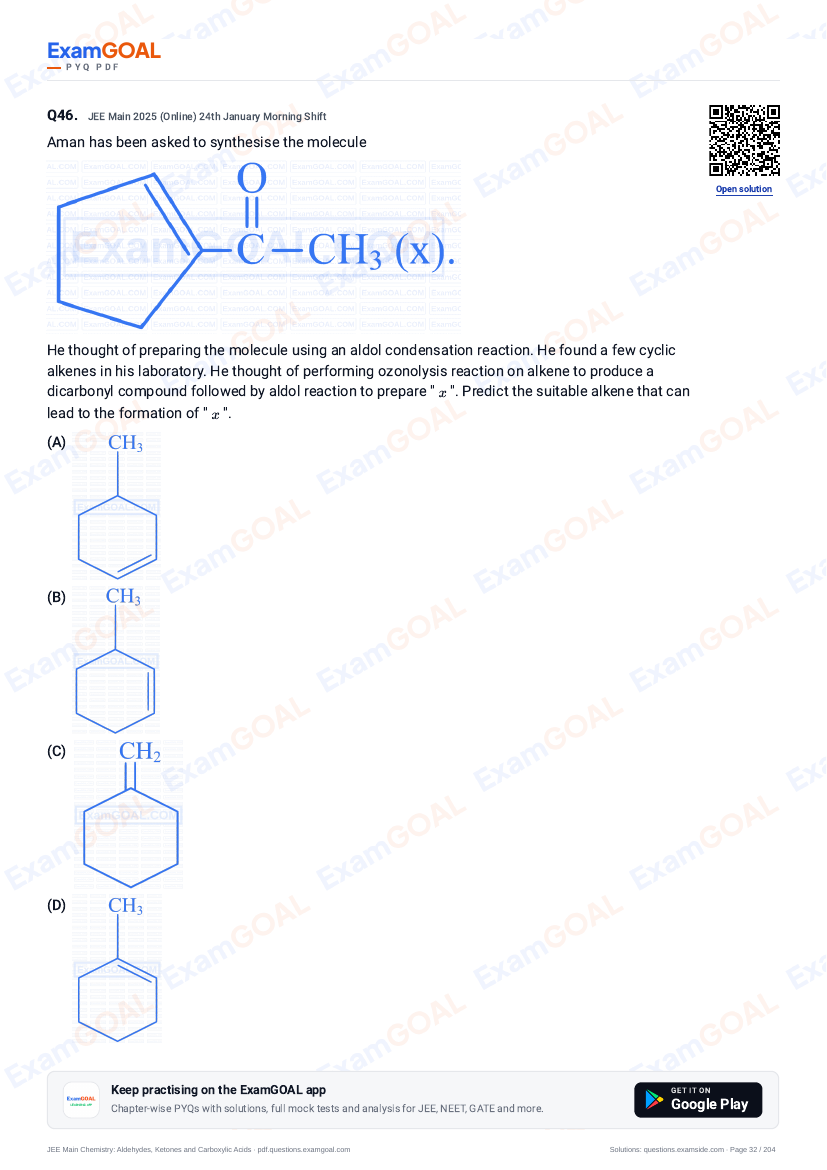 ExamGOAL
PYQ PDF
Q46. JEE Main 2025 (Online) 24th January Morning Shift
Open solution
Aman has been asked to synthesise the molecule
O
C — CH₃ (x).
He thought of preparing the molecule using an aldol condensation reaction. He found a few cyclic
alkenes in his laboratory. He thought of performing ozonolysis reaction on alkene to produce a
dicarbonyl compound followed by aldol reaction to prepare " x ". Predict the suitable alkene that can
lead to the formation of " x ".
(A)
CH₃
(B)
CH₃
(C)
CH₂
(D)
CH₃
Keep practising on the ExamGOAL app
Chapter-wise PYQs with solutions, full mock tests and analysis for JEE, NEET, GATE and more.
GET IT ON
Google Play
JEE Main Chemistry: Aldehydes, Ketones and Carboxylic Acids · pdf.questions.examgoal.com
Solutions: questions.examside.com · Page 32 / 204